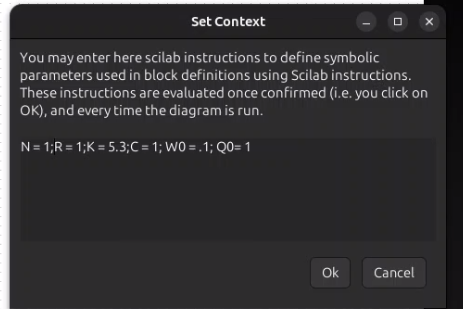 Set Context
You may enter here scilab instructions to define symbolic
parameters used in block definitions using Scilab instructions.
These instructions are evaluated once confirmed (i.e. you click on
OK), and every time the diagram is run.
N = 1;R = 1;K = 5.3;C = 1; W0 = .1; Q0= 1
Ok Cancel